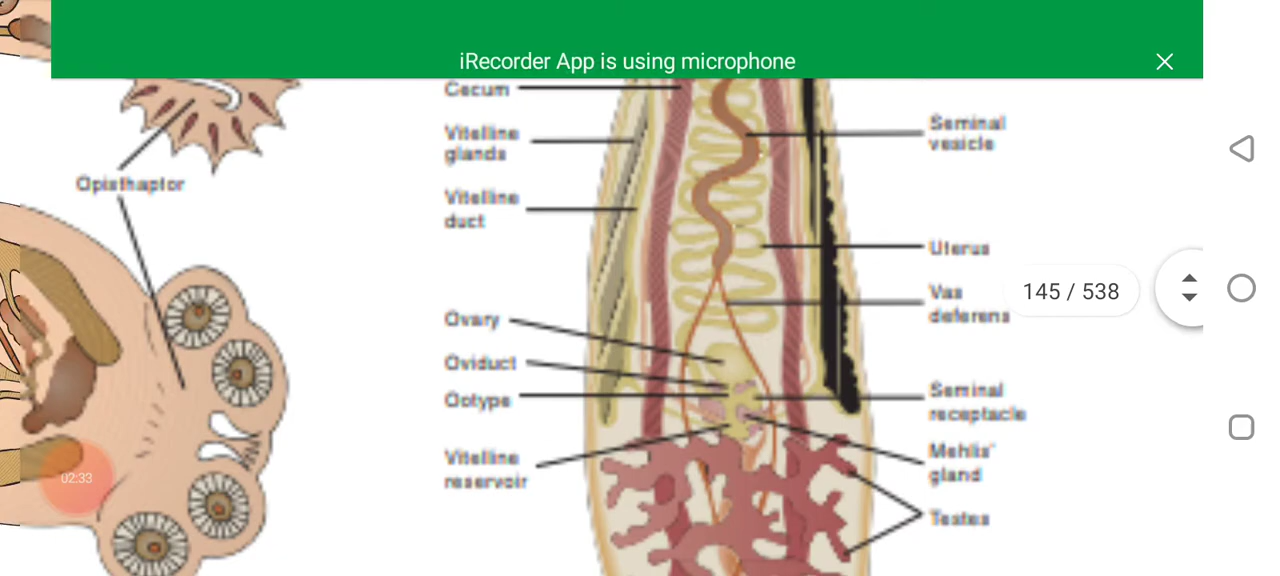 iRecorder App is using microphone
Cecum
Vitelline
glands
Vitelline
duct
Ovary
Oviduct
Ootype
Vitelline
reservoir
Opisthaptor
Seminal
vesicle
Uterus
Vas
deferens
145 / 538
Seminal
receptacle
Mehlis'
gland
Testes
02:33